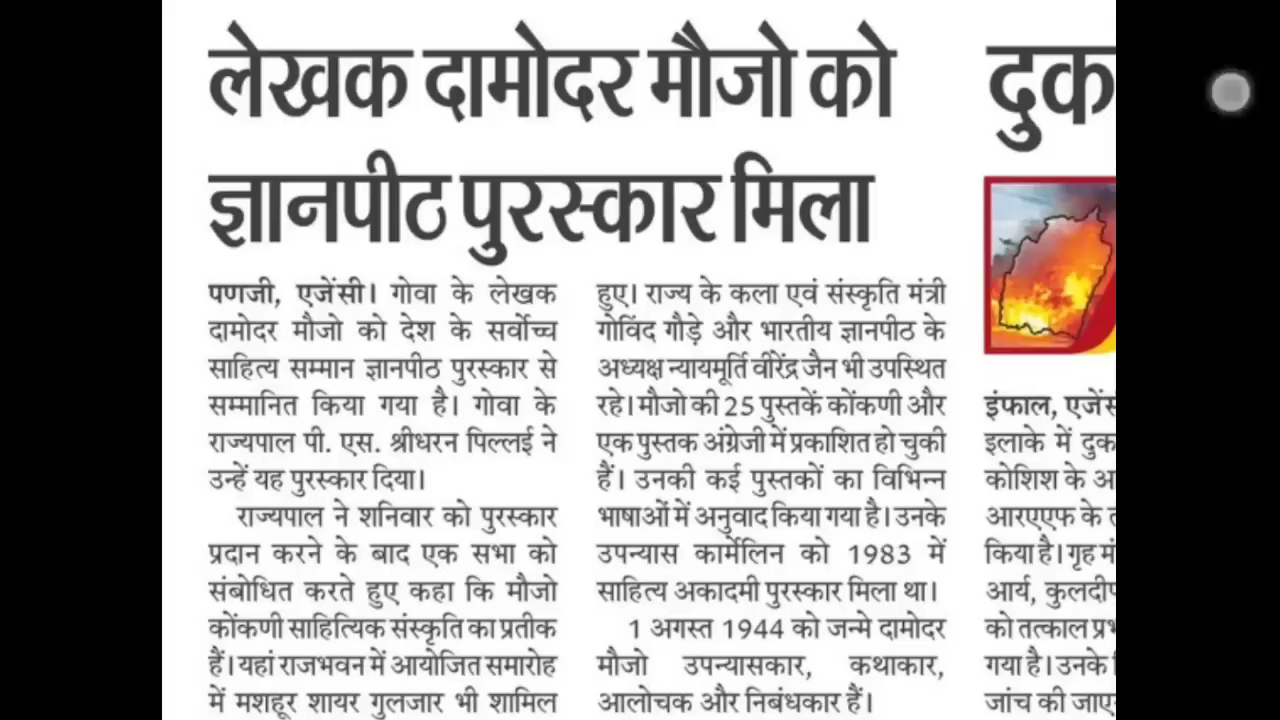 लेखक दामोदर मौजो को
ज्ञानपीठ पुरस्कार मिला
पणजी, एजेंसी। गोवा के लेखक
दामोदर मौजो को देश के सर्वोच्च
साहित्य सम्मान ज्ञानपीठ पुरस्कार से
सम्मानित किया गया है। गोवा के
राज्यपाल पी. एस. श्रीधरन पिल्लई ने
उन्हें यह पुरस्कार दिया।
राज्यपाल ने शनिवार को पुरस्कार
प्रदान करने के बाद एक सभा को
संबोधित करते हुए कहा कि मौजो
कोंकणी साहित्यिक संस्कृति का प्रतीक
हैं। यहां राजभवन में आयोजित समारोह
में मशहूर शायर गुलजार भी शामिल
हुए। राज्य के कला एवं संस्कृति मंत्री
गोविंद गौड़े और भारतीय ज्ञानपीठ के
अध्यक्ष न्यायमूर्ति वीरेंद्र जैन भी उपस्थित
रहे। मौजो की 25 पुस्तकें कोंकणी और
एक पुस्तक अंग्रेजी में प्रकाशित हो चुकी
हैं। उनकी कई पुस्तकों का विभिन्न
भाषाओं में अनुवाद किया गया है। उनके
उपन्यास कार्मेलिन को 1983 में
साहित्य अकादमी पुरस्कार मिला था।
1 अगस्त 1944 को जन्मे दामोदर
मौजो उपन्यासकार, कथाकार,
आलोचक और निबंधकार हैं।
दुक
इंफाल, एजेंस
इलाके में दुक
कोशिश के अ
आरएएफ के त
किया है। गृह मं
आर्य, कुलदीप
को तत्काल प्रभ
गया है। उनके
जांच की जाए